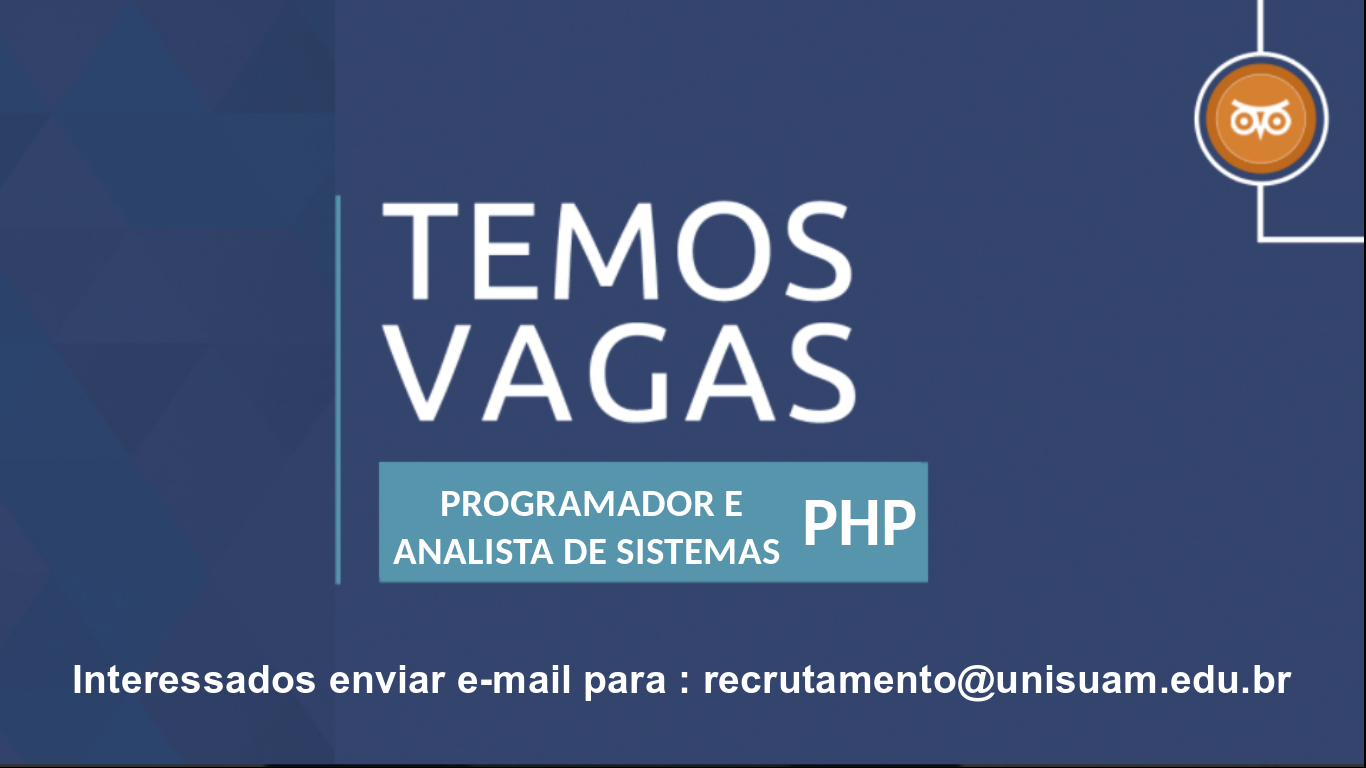 TEMOS
VAGAS
PROGRAMADOR E
ANALISTA DE SISTEMAS
PHP
Interessados enviar e-mail para : recrutamento@unisuam.edu.br